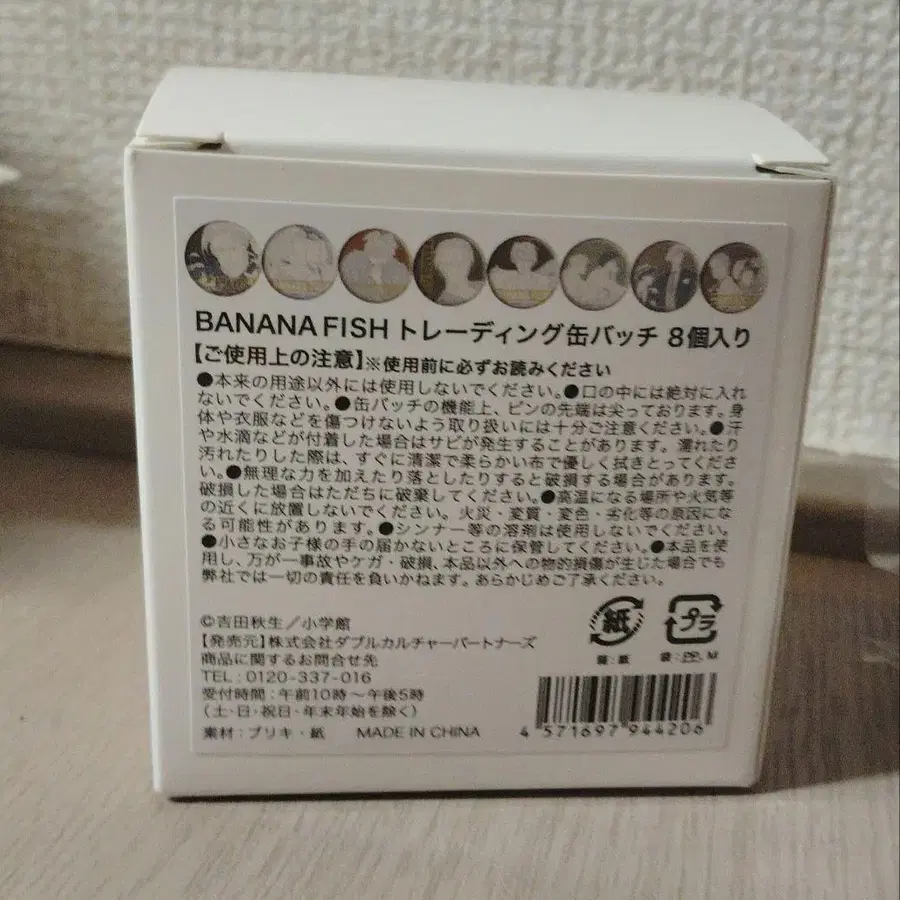 BANANA FISH トレーディング缶バッチ 8個入り
【ご使用上の注意】※使用前に必ずお読みください
●本来の用途以外には使用しないでください。●口の中には絶対に入れ
ないでください。●缶バッチの機能上、ピンの先端は尖っております。身
体や衣服などを傷つけないよう取り扱いには十分ご注意ください。●汗
や水滴などが付着した場合はサビが発生することがあります。濡れたり
汚れたりした際は、すぐに清潔で柔らかい布で優しく拭きとってくださ
い。●無理な力を加えたり落としたりすると破損する場合があります。
破損した場合はただちに破棄してください。●高温になる場所や火気等
の近くに放置しないでください。火災・変質・変色・劣化等の原因にな
る可能性があります。●シンナー等の溶剤は使用しないでください。
●小さなお子様の手の届かないところに保管してください。●本品を使
用し、万が一事故やケガ・破損、本品以外への物的損傷が生じた場合でも
弊社では一切の責任を負いかねます。あらかじめご了承ください。
©吉田秋生／小学館
【発売元】株式会社ダブルカルチャーパートナーズ
商品に関するお問合せ先
TEL：0120-337-016
受付時間：午前10時～午後5時
（土・日・祝日・年末年始を除く）
素材：ブリキ・紙 MADE IN CHINA
紙
プラ
箱：紙
袋：PP、M
4 571697 944206